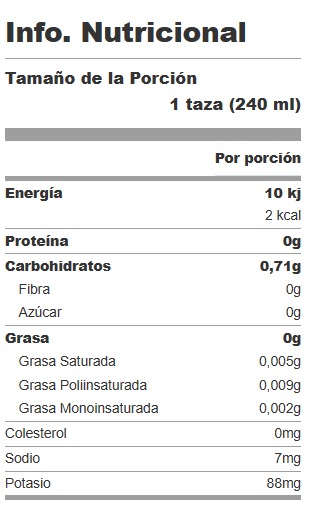 Info. Nutricional
Tamaño de la Porción
1 taza (240 ml)
Por porción
Energía 10 kj
2 kcal
Proteína 0g
Carbohidratos 0,71g
Fibra 0g
Azúcar 0g
Grasa 0g
Grasa Saturada 0,005g
Grasa Poliinsaturada 0,009g
Grasa Monoinsaturada 0,002g
Colesterol 0mg
Sodio 7mg
Potasio 88mg